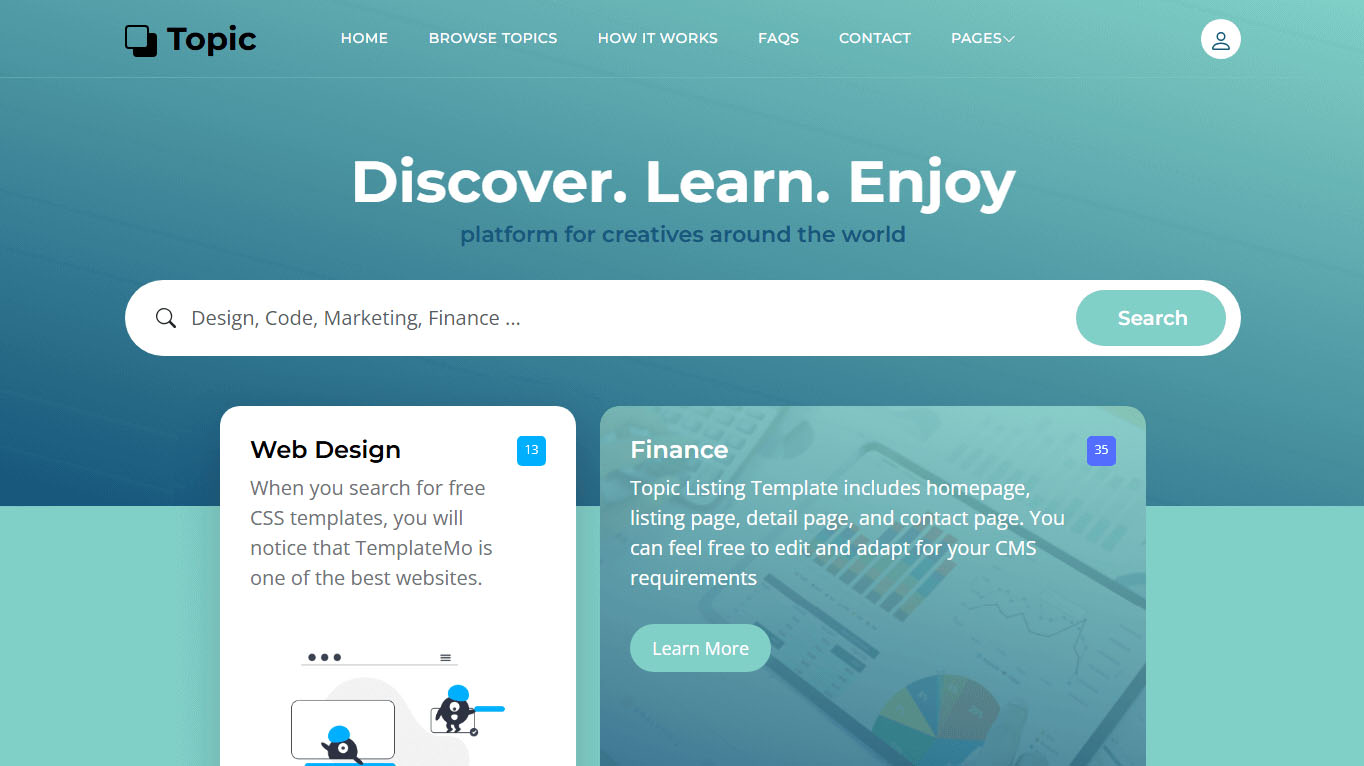 Topic
HOME
BROWSE TOPICS
HOW IT WORKS
FAQS
CONTACT
PAGES
Discover. Learn. Enjoy
platform for creatives around the world
Design, Code, Marketing, Finance ...
Search
Web Design
13
When you search for free
CSS templates, you will
notice that TemplateMo is
one of the best websites.
Finance
35
Topic Listing Template includes homepage,
listing page, detail page, and contact page. You
can feel free to edit and adapt for your CMS
requirements
Learn More